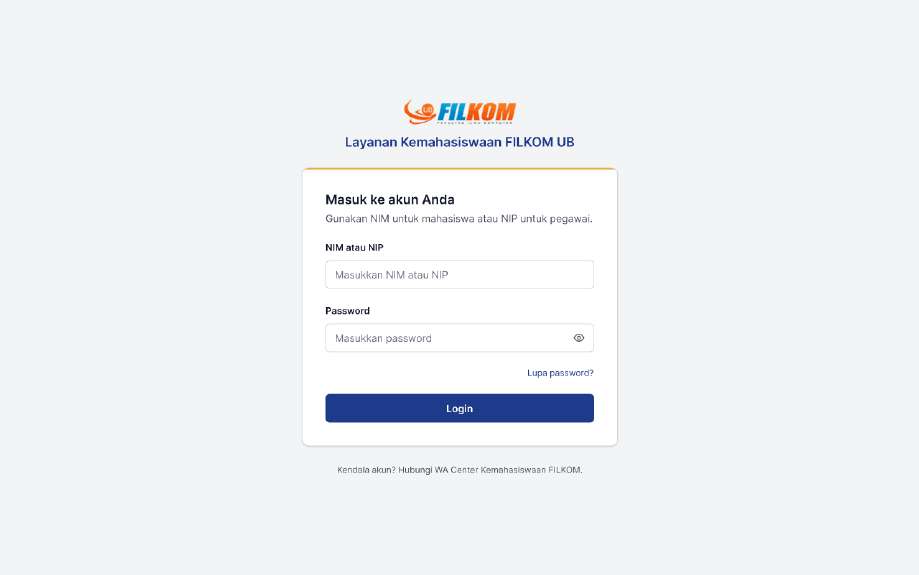 UB FILKOM
Layanan Kemahasiswaan FILKOM UB
Masuk ke akun Anda
Gunakan NIM untuk mahasiswa atau NIP untuk pegawai.
NIM atau NIP
Masukkan NIM atau NIP
Password
Masukkan password
Lupa password?
Login
Kendala akun? Hubungi WA Center Kemahasiswaan FILKOM.